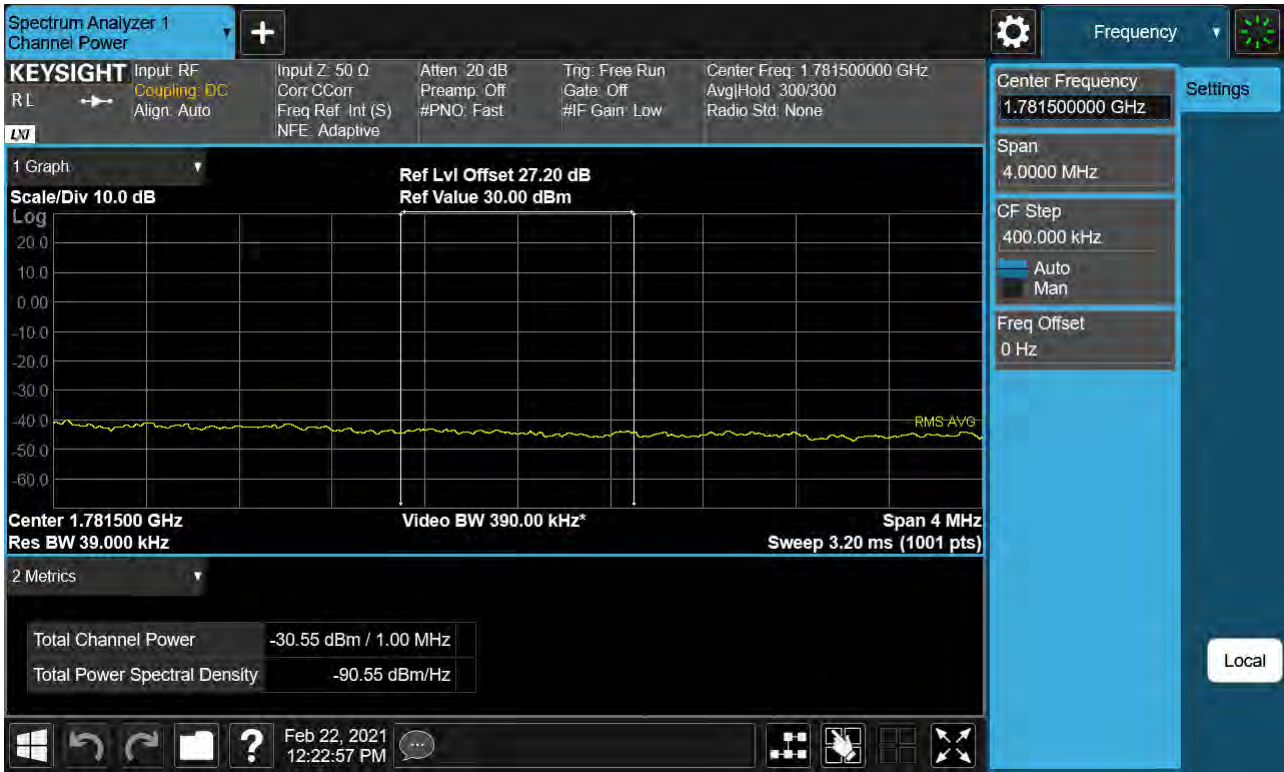 Spectrum Analyzer 1
Channel Power
Frequency
KEYSIGHT
RL
LXI
Input: RF
Coupling: DC
Align: Auto
Input Z: 50 Ω
Corr CCorr
Freq Ref: Int (S)
NFE: Adaptive
Atten: 20 dB
Preamp: Off
#PNO: Fast
Trig: Free Run
Gate: Off
#IF Gain: Low
Center Freq: 1.781500000 GHz
Avg|Hold: 300/300
Radio Std: None
1 Graph
Scale/Div 10.0 dB
Ref Lvl Offset 27.20 dB
Ref Value 30.00 dBm
Log
20.0
10.0
0.00
-10.0
-20.0
-30.0
-40.0
-50.0
-60.0
RMS AVG
Center 1.781500 GHz
Video BW 390.00 kHz*
Span 4 MHz
Res BW 39.000 kHz
Sweep 3.20 ms (1001 pts)
2 Metrics
Total Channel Power -30.55 dBm / 1.00 MHz
Total Power Spectral Density -90.55 dBm/Hz
Center Frequency
1.781500000 GHz
Span
4.0000 MHz
CF Step
400.000 kHz
Auto
Man
Freq Offset
0 Hz
Settings
Local
?
Feb 22, 2021
12:22:57 PM